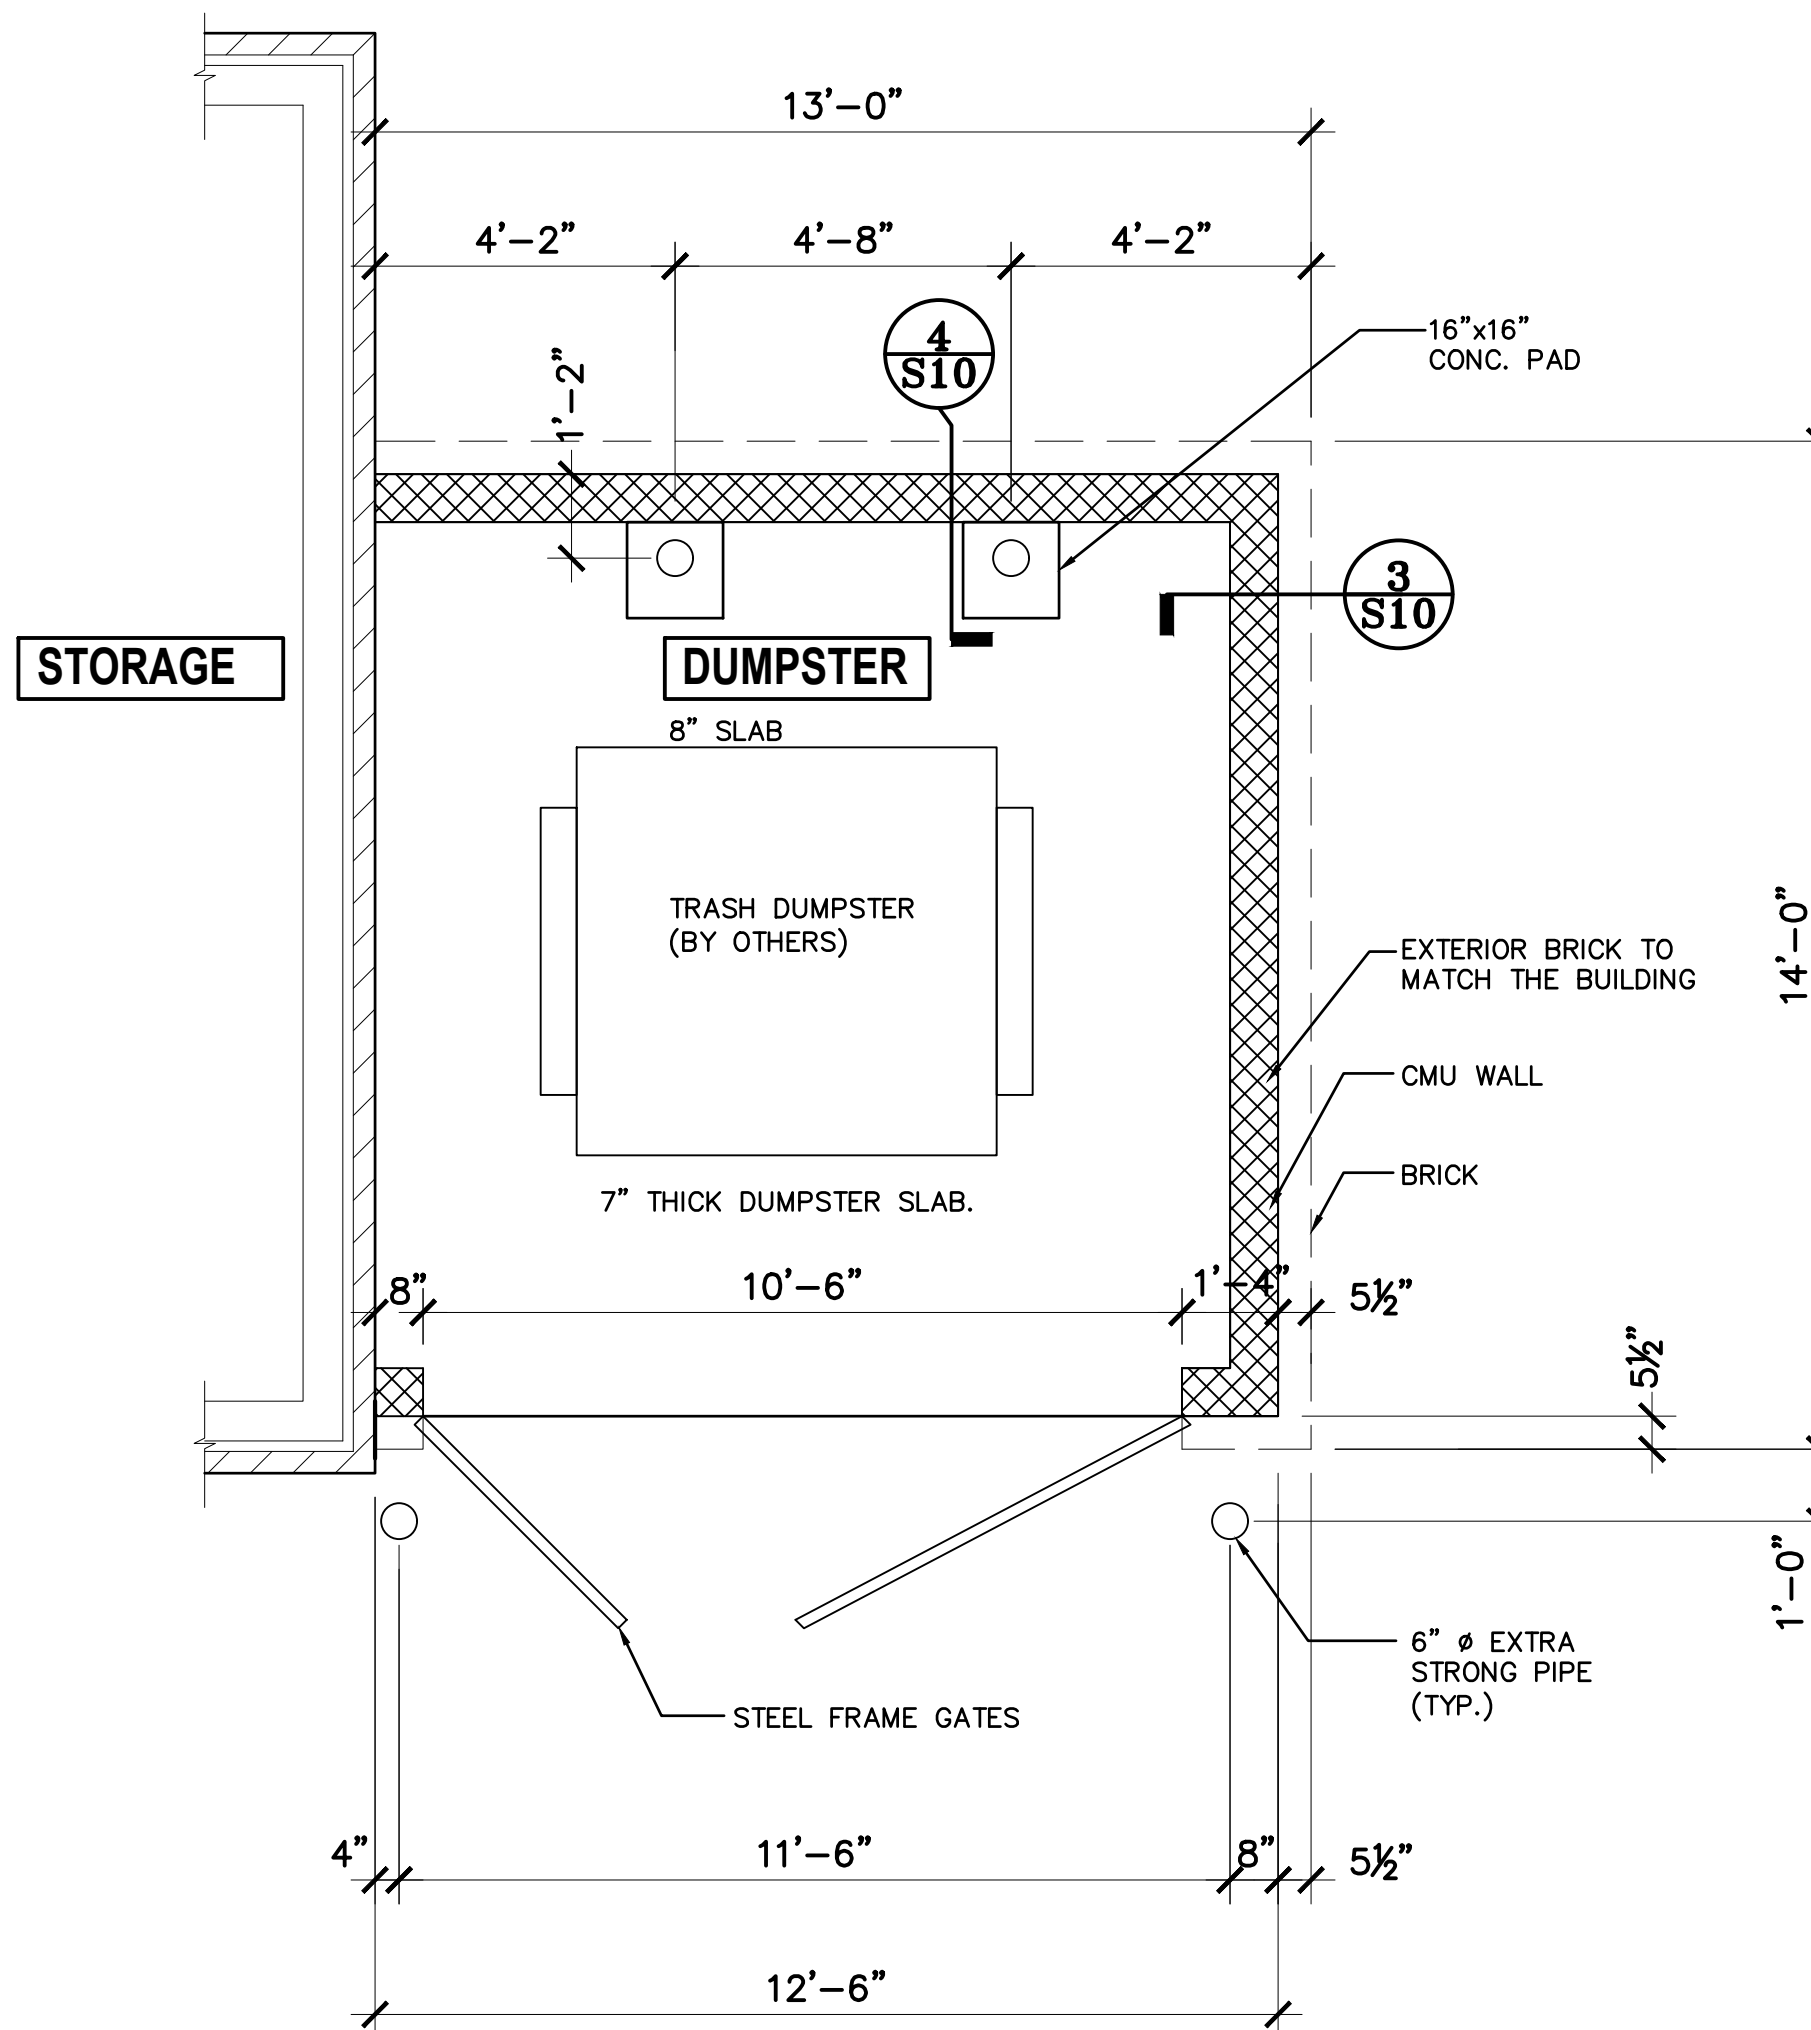 13'-0"
4'-2"
4'-8"
4'-2"
4
S10
16"x16"
CONC. PAD
1'-2"
3
S10
STORAGE
DUMPSTER
8" SLAB
TRASH DUMPSTER
(BY OTHERS)
14'-0"
EXTERIOR BRICK TO
MATCH THE BUILDING
CMU WALL
BRICK
7" THICK DUMPSTER SLAB.
8"
10'-6"
1'-4"
5½"
5½"
1'-0"
6" Ø EXTRA
STRONG PIPE
(TYP.)
STEEL FRAME GATES
4"
11'-6"
8"
5½"
12'-6"